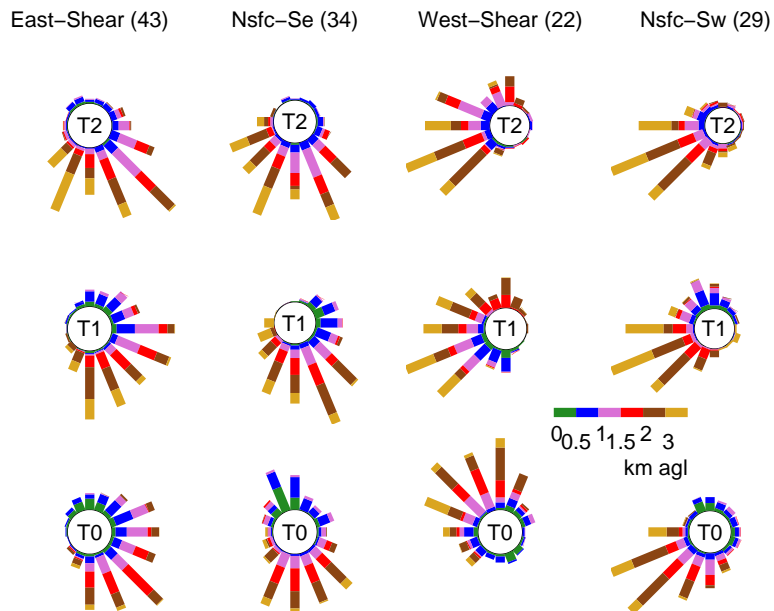 East−Shear (43) Nsfc−Se (34) West−Shear (22) Nsfc−Sw (29)
T2 T2 T2 T2
T1 T1 T1 T1
0 0.5 1 1.5 2 3
km agl
T0 T0 T0 T0